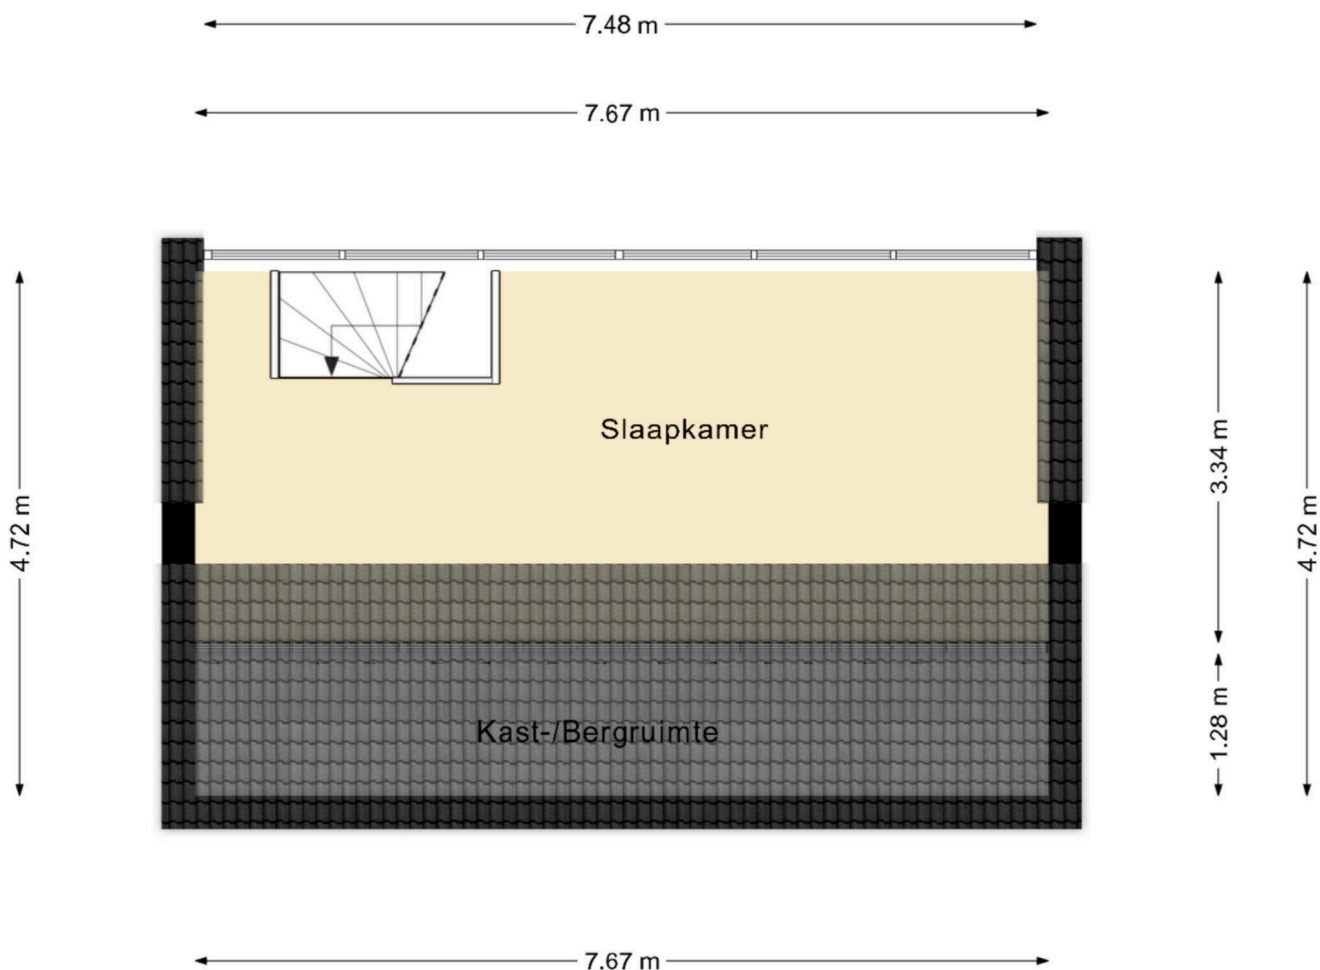 7.48 m
7.67 m
4.72 m
Slaapkamer
3.34 m
4.72 m
Kast-/Bergruimte
1.28 m
7.67 m